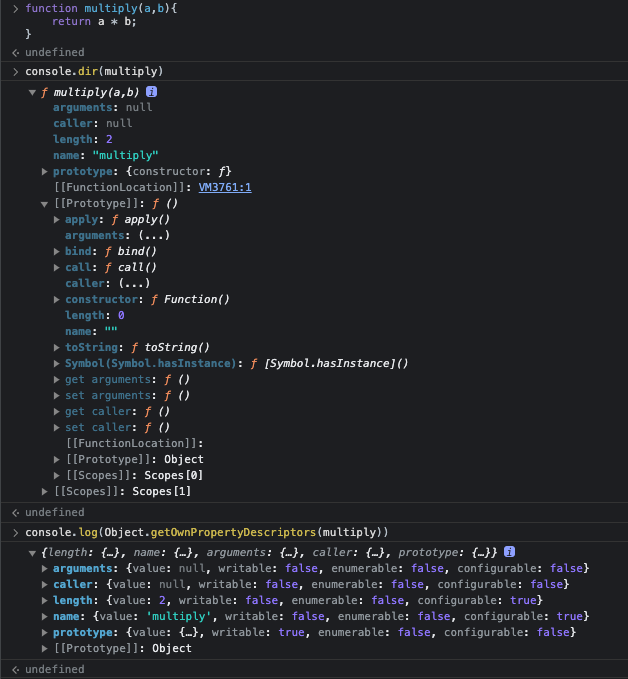 function multiply(a,b){
return a * b;
}
undefined
console.dir(multiply)
ƒ multiply(a,b) i
arguments: null
caller: null
length: 2
name: "multiply"
prototype: {constructor: ƒ}
[[FunctionLocation]]: VM3761:1
[[Prototype]]: ƒ ()
apply: ƒ apply()
arguments: (...)
bind: ƒ bind()
call: ƒ call()
caller: (...)
constructor: ƒ Function()
length: 0
name: ""
toString: ƒ toString()
Symbol(Symbol.hasInstance): ƒ [Symbol.hasInstance]()
get arguments: ƒ ()
set arguments: ƒ ()
get caller: ƒ ()
set caller: ƒ ()
[[FunctionLocation]]:
[[Prototype]]: Object
[[Scopes]]: Scopes[0]
[[Scopes]]: Scopes[1]
undefined
console.log(Object.getOwnPropertyDescriptors(multiply))
{length: {…}, name: {…}, arguments: {…}, caller: {…}, prototype: {…}} i
arguments: {value: null, writable: false, enumerable: false, configurable: false}
caller: {value: null, writable: false, enumerable: false, configurable: false}
length: {value: 2, writable: false, enumerable: false, configurable: true}
name: {value: 'multiply', writable: false, enumerable: false, configurable: true}
prototype: {value: {…}, writable: true, enumerable: false, configurable: false}
[[Prototype]]: Object
undefined